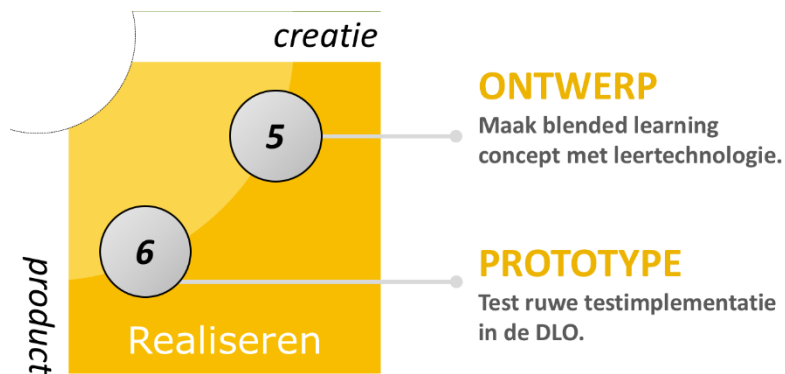 creatie
5
ONTWERP
Maak blended learning
concept met leertechnologie.
6
PROTOTYPE
Test ruwe testimplementatie
in de DLO.
product
Realiseren